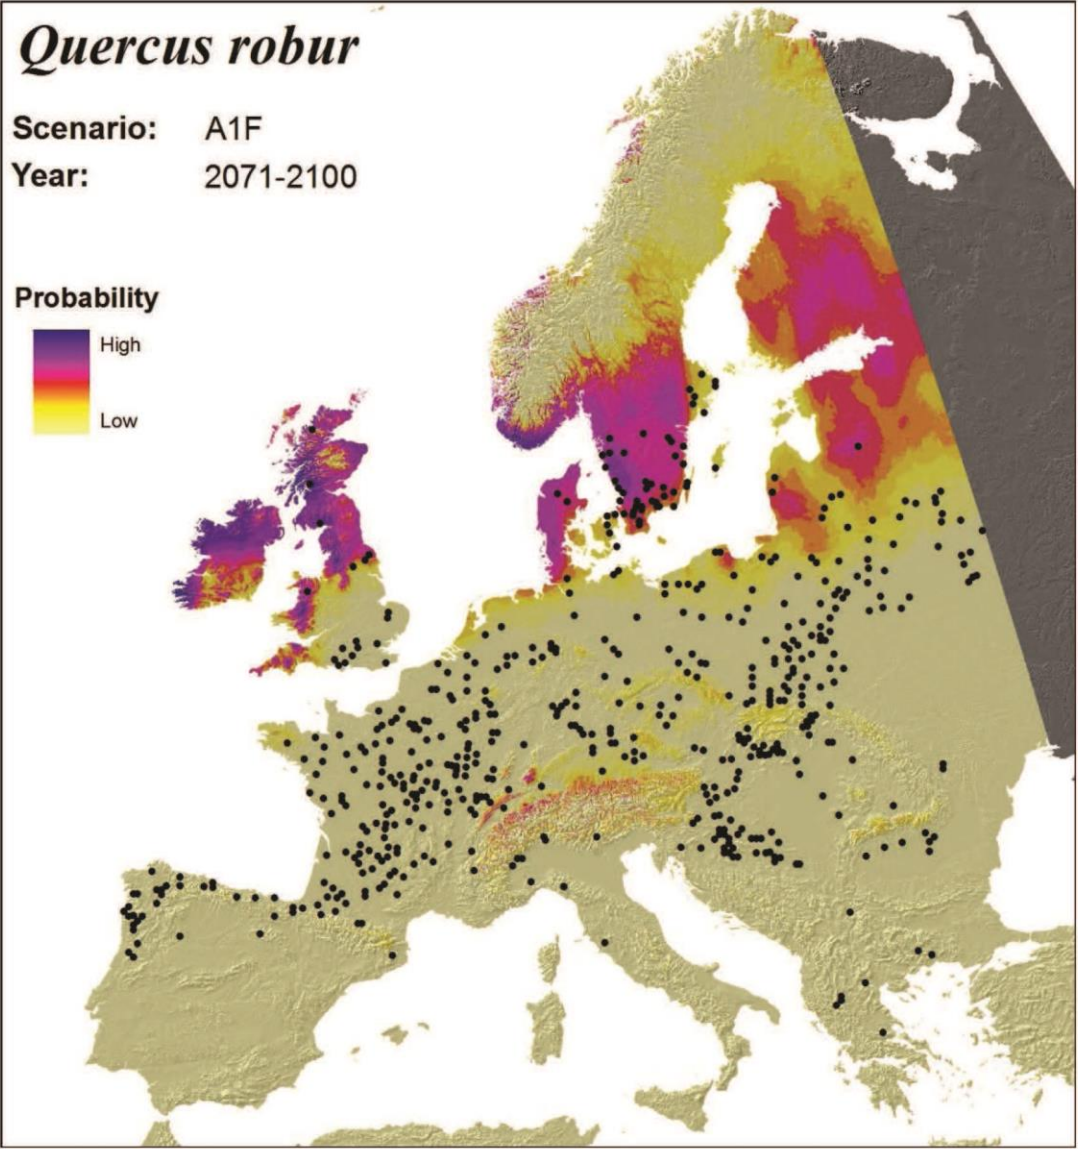 Quercus robur
Scenario: A1F
Year: 2071-2100
Probability
High
Low